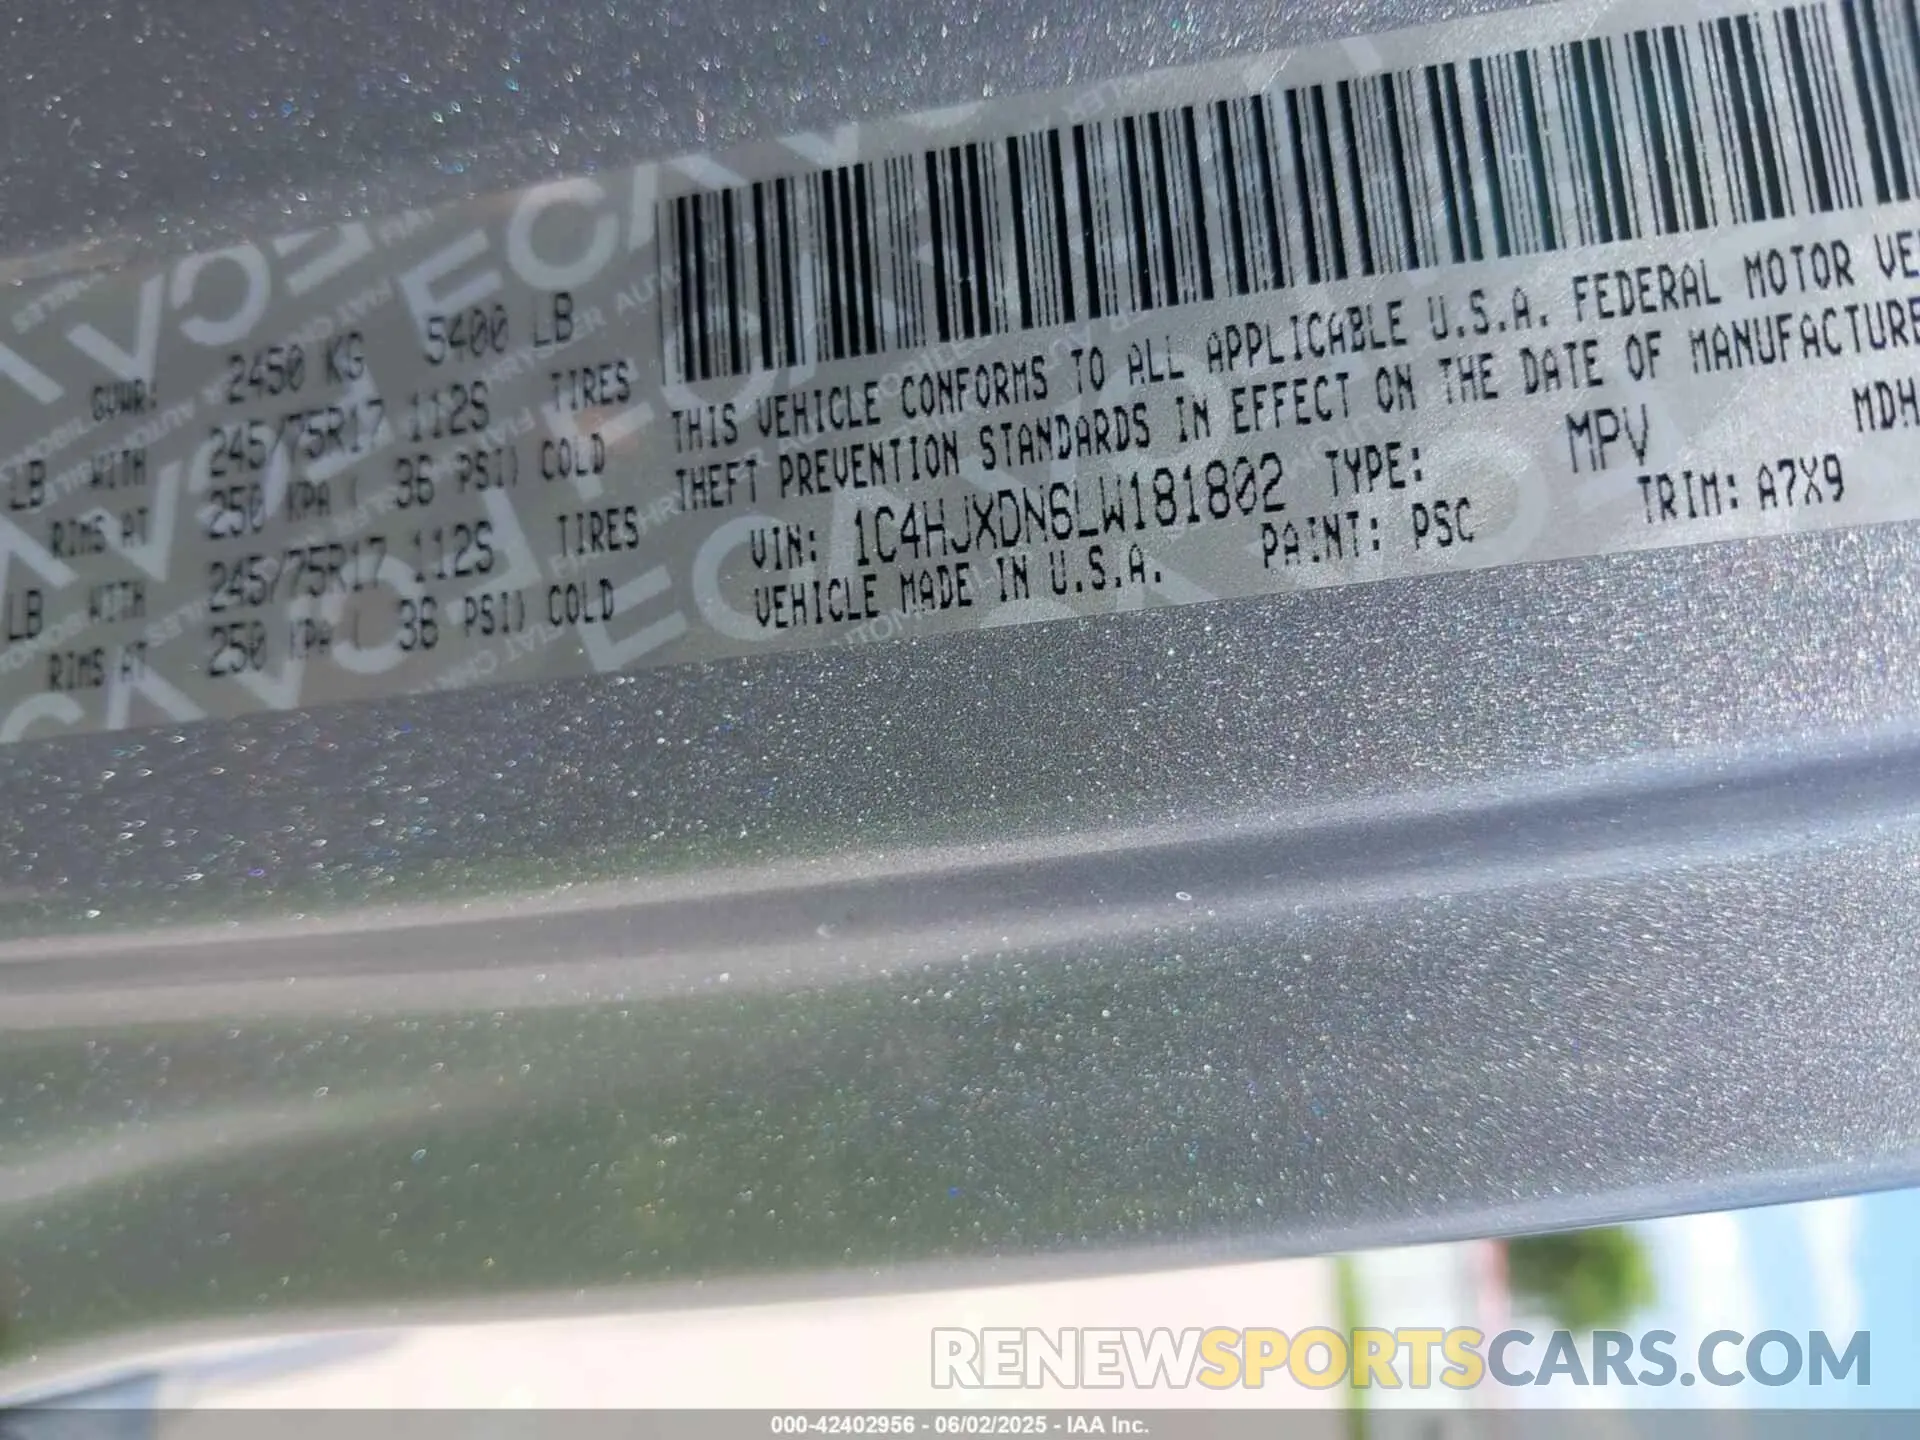 GVWR: 2450 KG 5400 LB
LB WITH 245/75R17 112S TIRES
RIMS AT 250 KPA ( 36 PSI) COLD
LB WITH 245/75R17 112S TIRES
RIMS AT 250 KPA ( 36 PSI) COLD
THIS VEHICLE CONFORMS TO ALL APPLICABLE U.S.A. FEDERAL MOTOR VE
THEFT PREVENTION STANDARDS IN EFFECT ON THE DATE OF MANUFACTURE
VIN: 1C4HJXDN6LW181802 TYPE: MPV MDH
VEHICLE MADE IN U.S.A. PAINT: PSC TRIM: A7X9
RENEWSPORTSCARS.COM
000-42402956 - 06/02/2025 - IAA Inc.